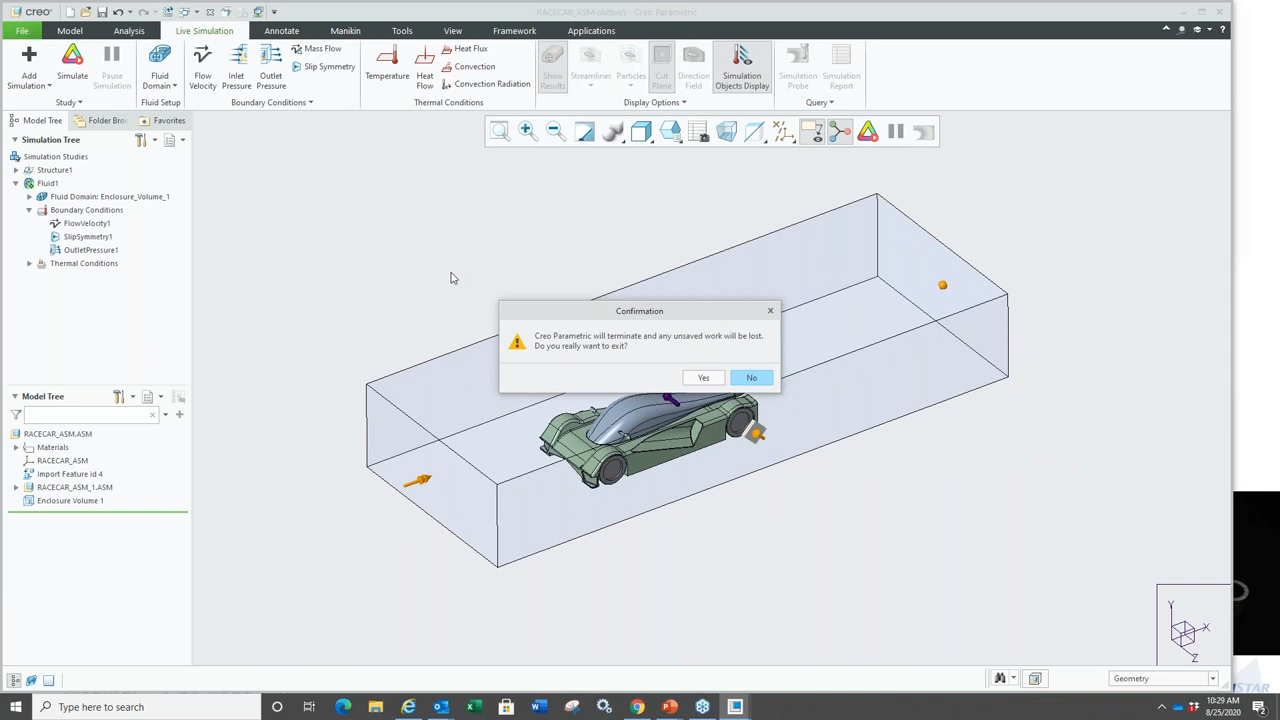 creo
RACECAR_ASM (Active) - Creo Parametric
File
Model
Analysis
Live Simulation
Annotate
Manikin
Tools
View
Framework
Applications
Add
Simulation
Simulate
Pause
Simulation
Fluid
Domain
Flow
Velocity
Inlet
Pressure
Outlet
Pressure
Mass Flow
Slip Symmetry
Temperature
Heat
Flow
Heat Flux
Convection
Convection Radiation
Show
Results
Streamlines
Particles
Cut
Plane
Direction
Field
Simulation
Objects Display
Simulation
Probe
Simulation
Report
Study
Fluid Setup
Boundary Conditions
Thermal Conditions
Display Options
Query
Model Tree
Folder Bro
Favorites
Simulation Tree
Simulation Studies
Structure1
Fluid1
Fluid Domain: Enclosure_Volume_1
Boundary Conditions
FlowVelocity1
SlipSymmetry1
OutletPressure1
Thermal Conditions
Confirmation
Creo Parametric will terminate and any unsaved work will be lost.
Do you really want to exit?
Yes
No
Model Tree
RACECAR_ASM.ASM
Materials
RACECAR_ASM
Import Feature id 4
RACECAR_ASM_1.ASM
Enclosure Volume 1
Y
X
Z
Geometry
Type here to search
10:29 AM
8/25/2020
2